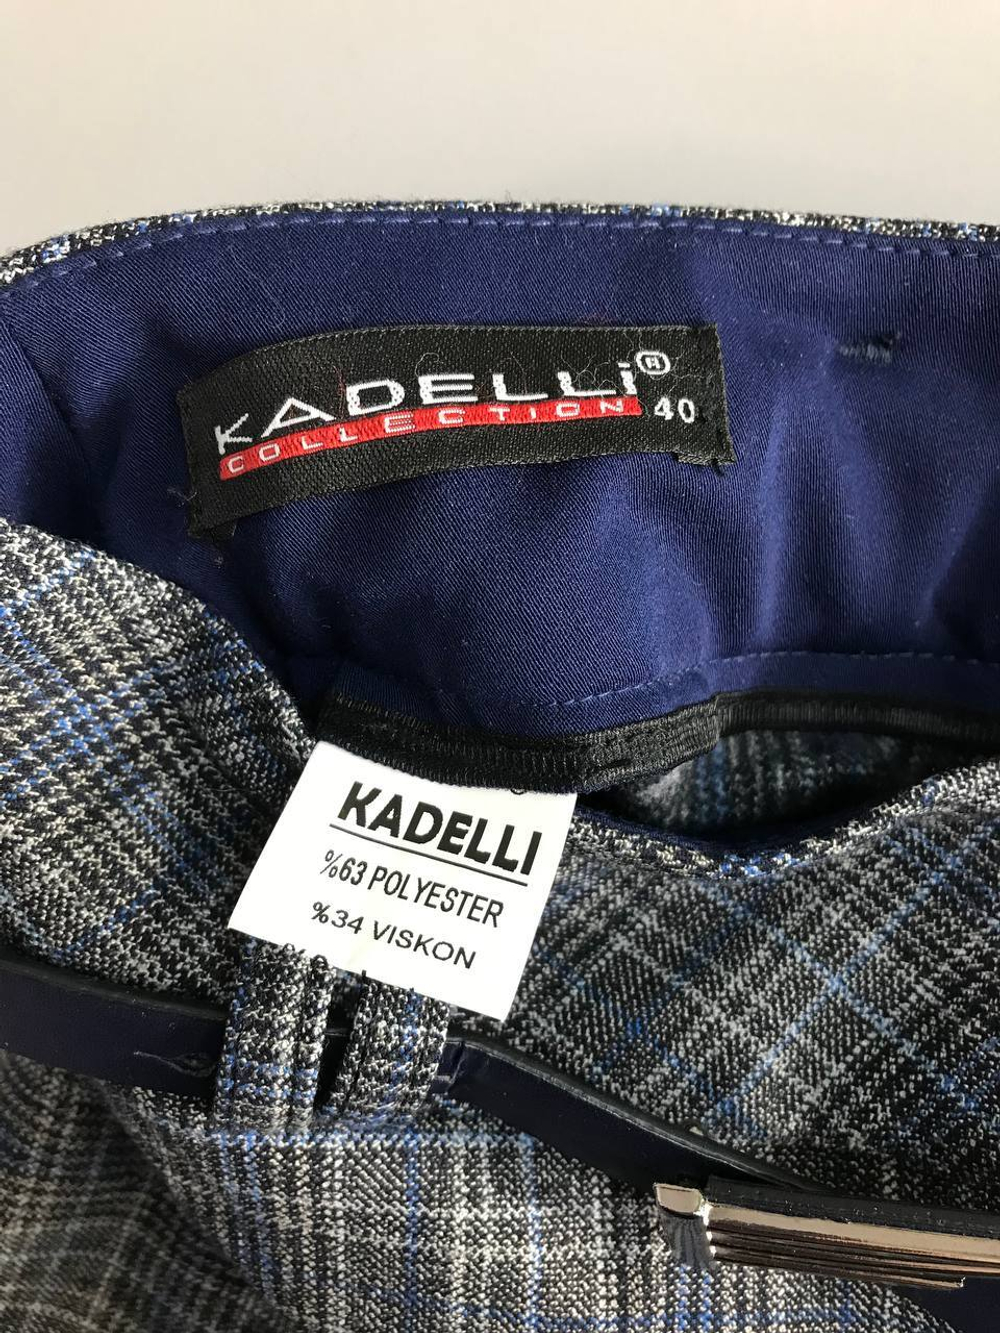 KADELLi®
COLLECTION
40
KADELLI
%63 POLYESTER
%34 VISKON